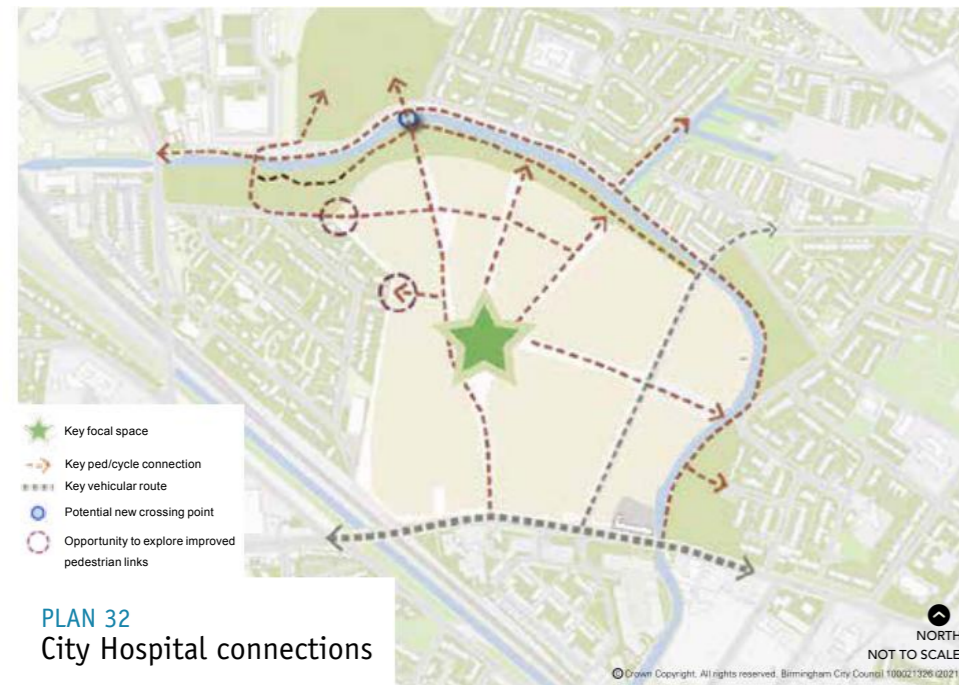 Key focal space
Key ped/cycle connection
Key vehicular route
Potential new crossing point
Opportunity to explore improved
pedestrian links
PLAN 32
City Hospital connections
NORTH
NOT TO SCALE
© Crown Copyright. All rights reserved. Birmingham City Council 100021326 (2021